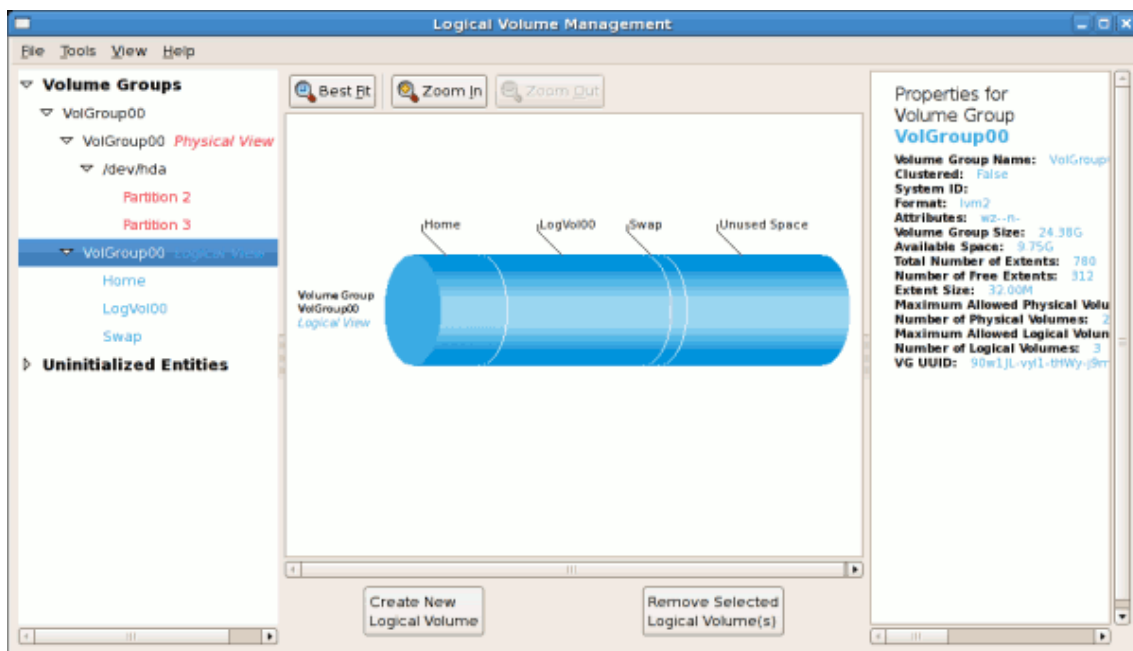 Logical Volume Management
File Tools View Help
Volume Groups
VolGroup00
VolGroup00 Physical View
/dev/hda
Partition 2
Partition 3
VolGroup00 Logical View
Home
LogVol00
Swap
Uninitialized Entities
Best Fit Zoom In Zoom Out
Home LogVol00 Swap Unused Space
Volume Group
VolGroup00
Logical View
Create New
Logical Volume
Remove Selected
Logical Volume(s)
Properties for
Volume Group
VolGroup00
Volume Group Name: VolGroup
Clustered: False
System ID:
Format: lvm2
Attributes: wz--n-
Volume Group Size: 24.38G
Available Space: 9.75G
Total Number of Extents: 780
Number of Free Extents: 312
Extent Size: 32.00M
Maximum Allowed Physical Volu
Number of Physical Volumes: 2
Maximum Allowed Logical Volun
Number of Logical Volumes: 3
VG UUID: